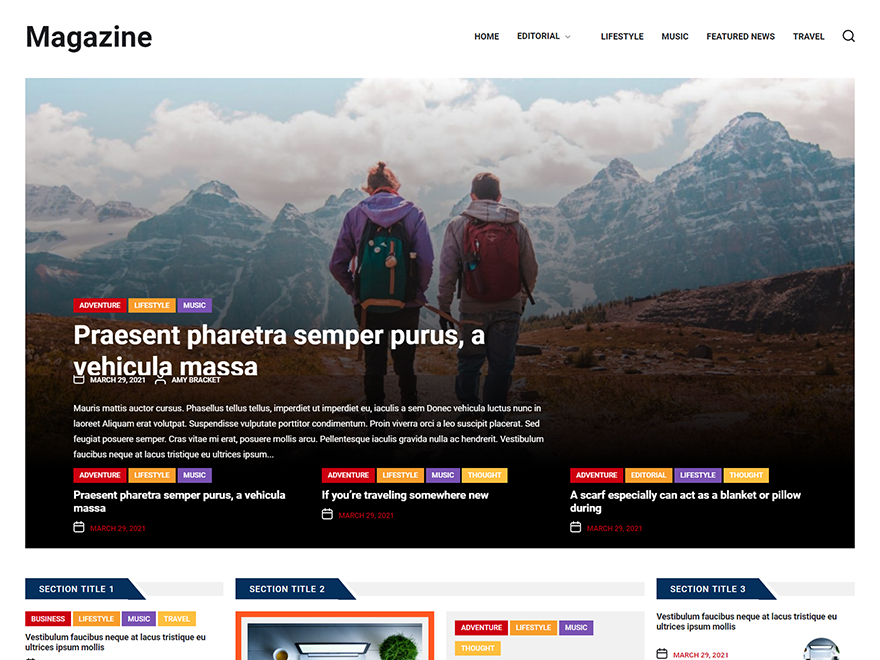 Magazine
HOME EDITORIAL LIFESTYLE MUSIC FEATURED NEWS TRAVEL
ADVENTURE LIFESTYLE MUSIC
Praesent pharetra semper purus, a
vehicula massa
MARCH 29, 2021 AMY BRACKET
Mauris mattis auctor cursus. Phasellus tellus tellus, imperdiet ut imperdiet eu, iaculis a sem Donec vehicula luctus nunc in
laoreet Aliquam erat volutpat. Suspendisse vulputate porttitor condimentum. Proin viverra orci a leo suscipit placerat. Sed
feugiat posuere semper. Cras vitae mi erat, posuere mollis arcu. Pellentesque iaculis gravida nulla ac hendrerit. Vestibulum
faucibus neque at lacus tristique eu ultrices ipsum...
ADVENTURE LIFESTYLE MUSIC
Praesent pharetra semper purus, a vehicula
massa
MARCH 29, 2021
ADVENTURE LIFESTYLE MUSIC THOUGHT
If you're traveling somewhere new
MARCH 29, 2021
ADVENTURE EDITORIAL LIFESTYLE THOUGHT
A scarf especially can act as a blanket or pillow
during
MARCH 29, 2021
SECTION TITLE 1
BUSINESS LIFESTYLE MUSIC TRAVEL
Vestibulum faucibus neque at lacus tristique eu
ultrices ipsum mollis
SECTION TITLE 2
ADVENTURE LIFESTYLE MUSIC
THOUGHT
SECTION TITLE 3
Vestibulum faucibus neque at lacus tristique eu
ultrices ipsum mollis
MARCH 29, 2021